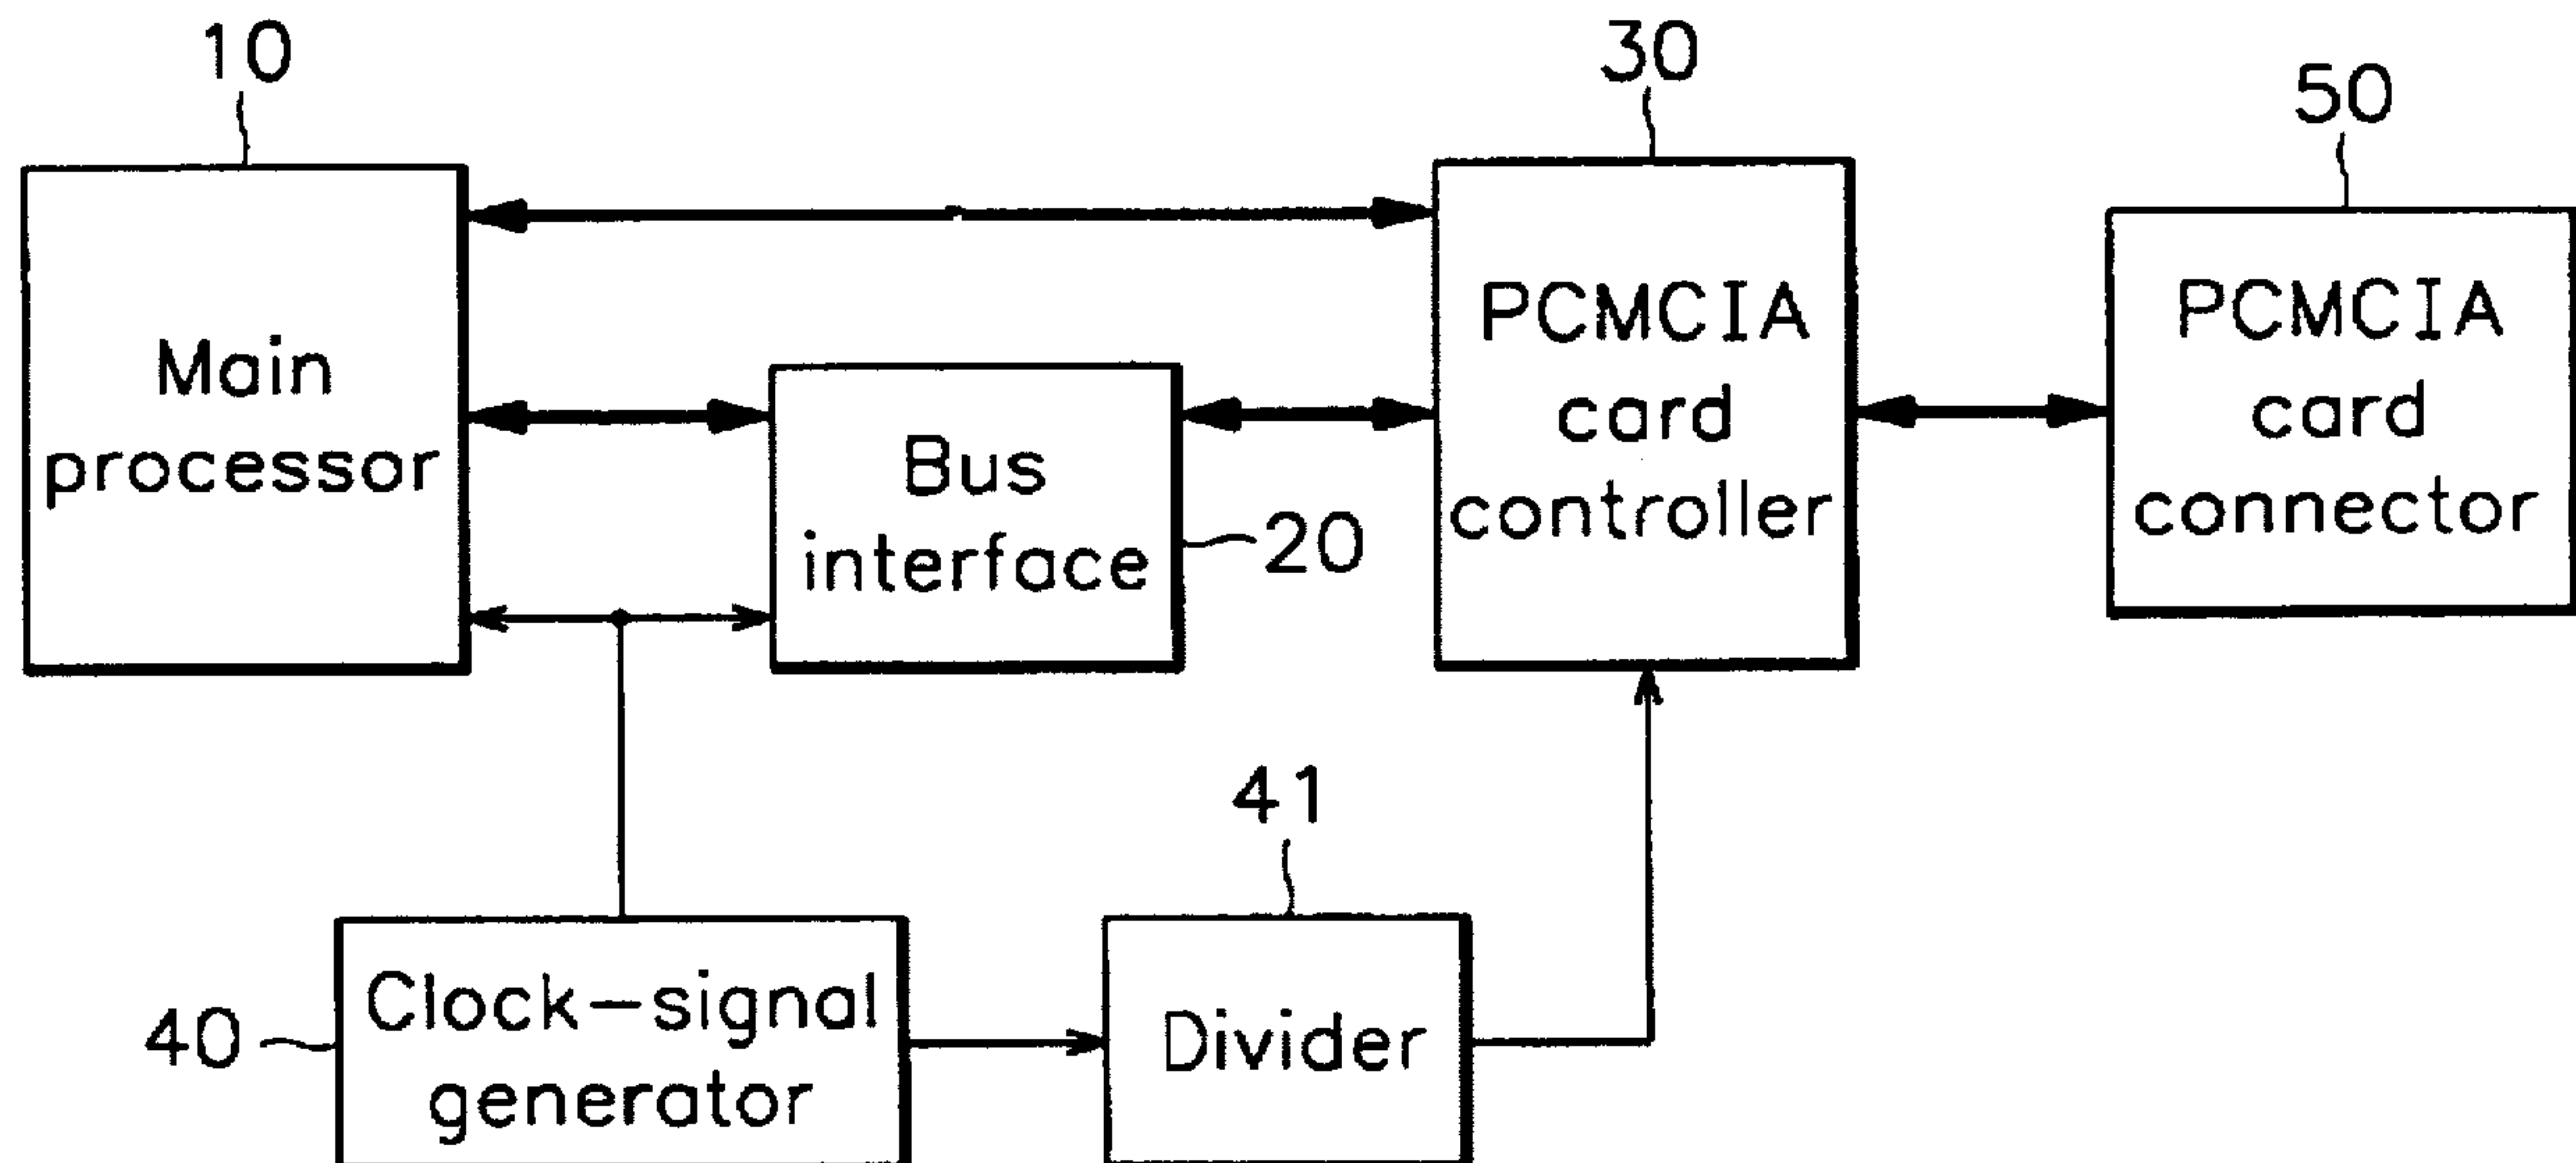 10
30
50
Main
processor
Bus
interface
20
PCMCIA
card
controller
PCMCIA
card
connector
41
40
Clock-signal
generator
Divider